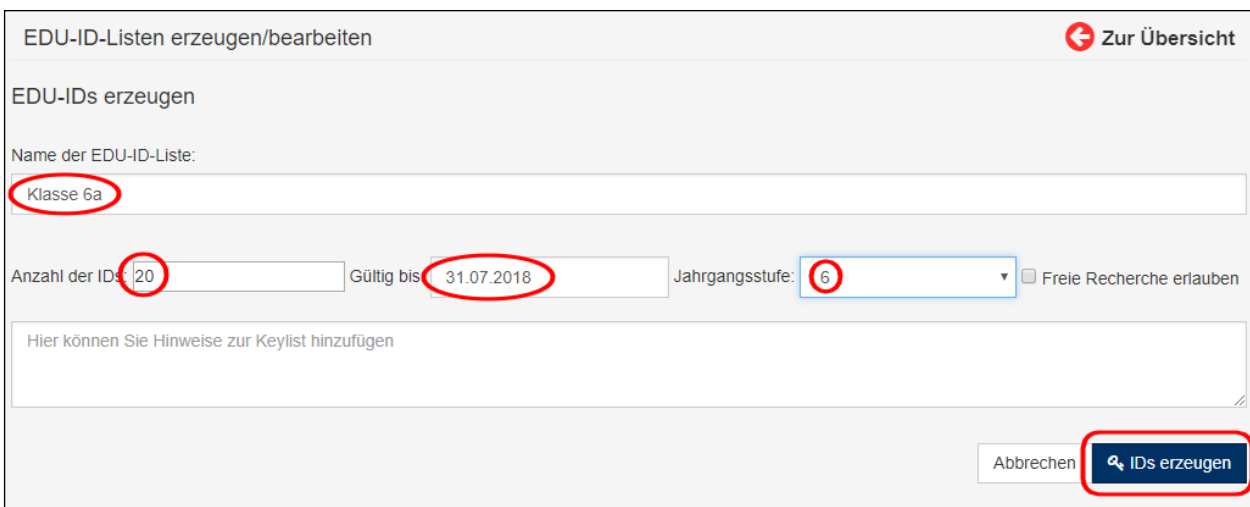 EDU-ID-Listen erzeugen/bearbeiten Zur Übersicht
EDU-IDs erzeugen
Name der EDU-ID-Liste:
Klasse 6a
Anzahl der IDs: 20 Gültig bis: 31.07.2018 Jahrgangsstufe: 6 Freie Recherche erlauben
Hier können Sie Hinweise zur Keylist hinzufügen
Abbrechen IDs erzeugen